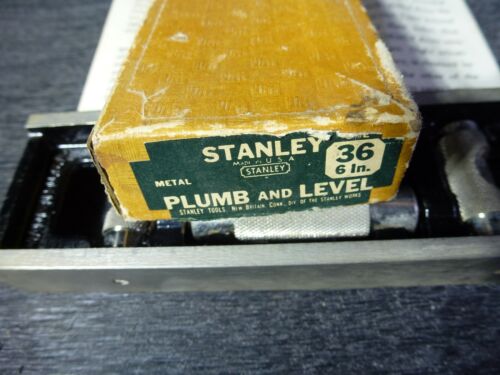 STANLEY
MADE IN U.S.A
STANLEY
36
6 In.
METAL
PLUMB AND LEVEL
STANLEY TOOLS, NEW BRITAIN CONN., DIV OF THE STANLEY WORKS